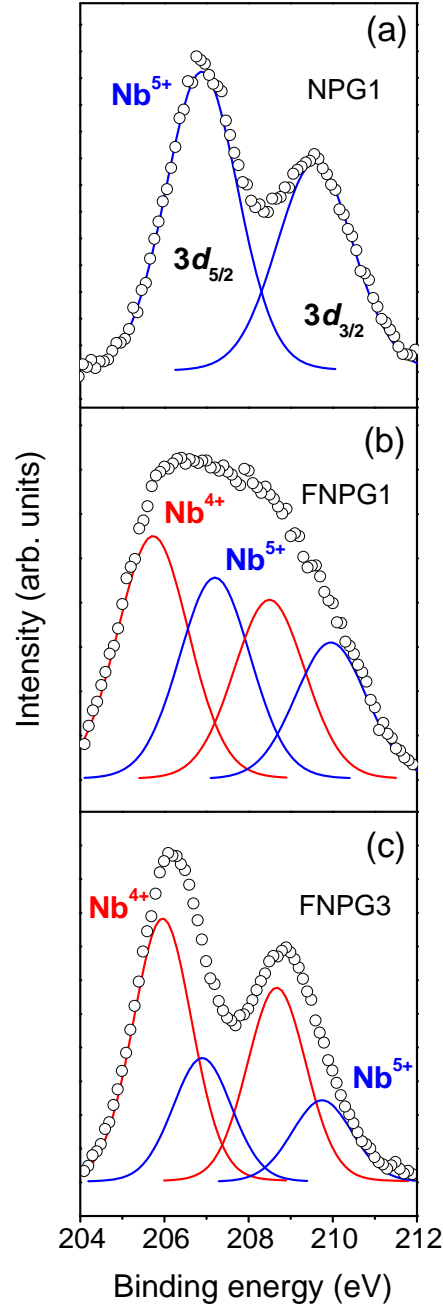 (a)
Nb⁵⁺
NPG1
3d₅/₂
3d₃/₂
(b)
FNPG1
Nb⁴⁺
Nb⁵⁺
(c)
Nb⁴⁺
FNPG3
Nb⁵⁺
204 206 208 210 212
Binding energy (eV)
Intensity (arb. units)